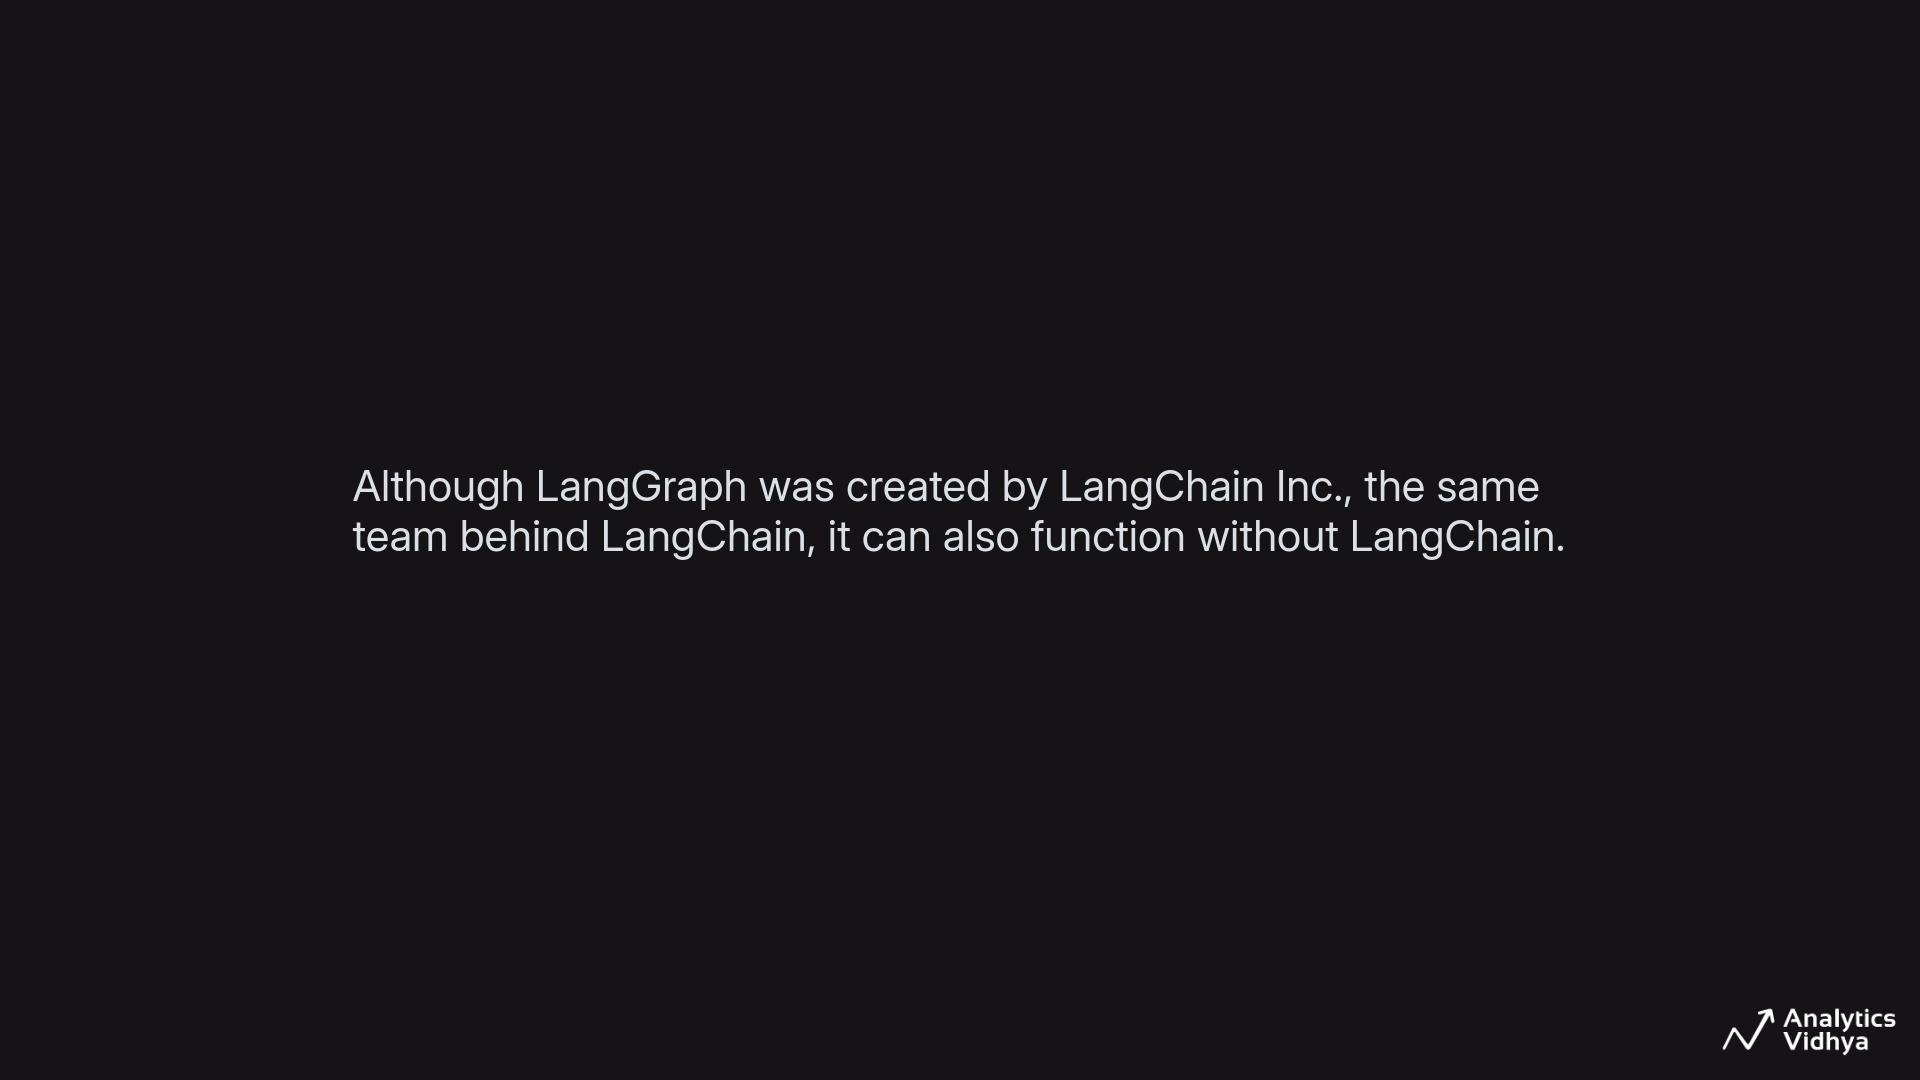 Although LangGraph was created by LangChain Inc., the same
team behind LangChain, it can also function without LangChain.
Analytics
Vidhya